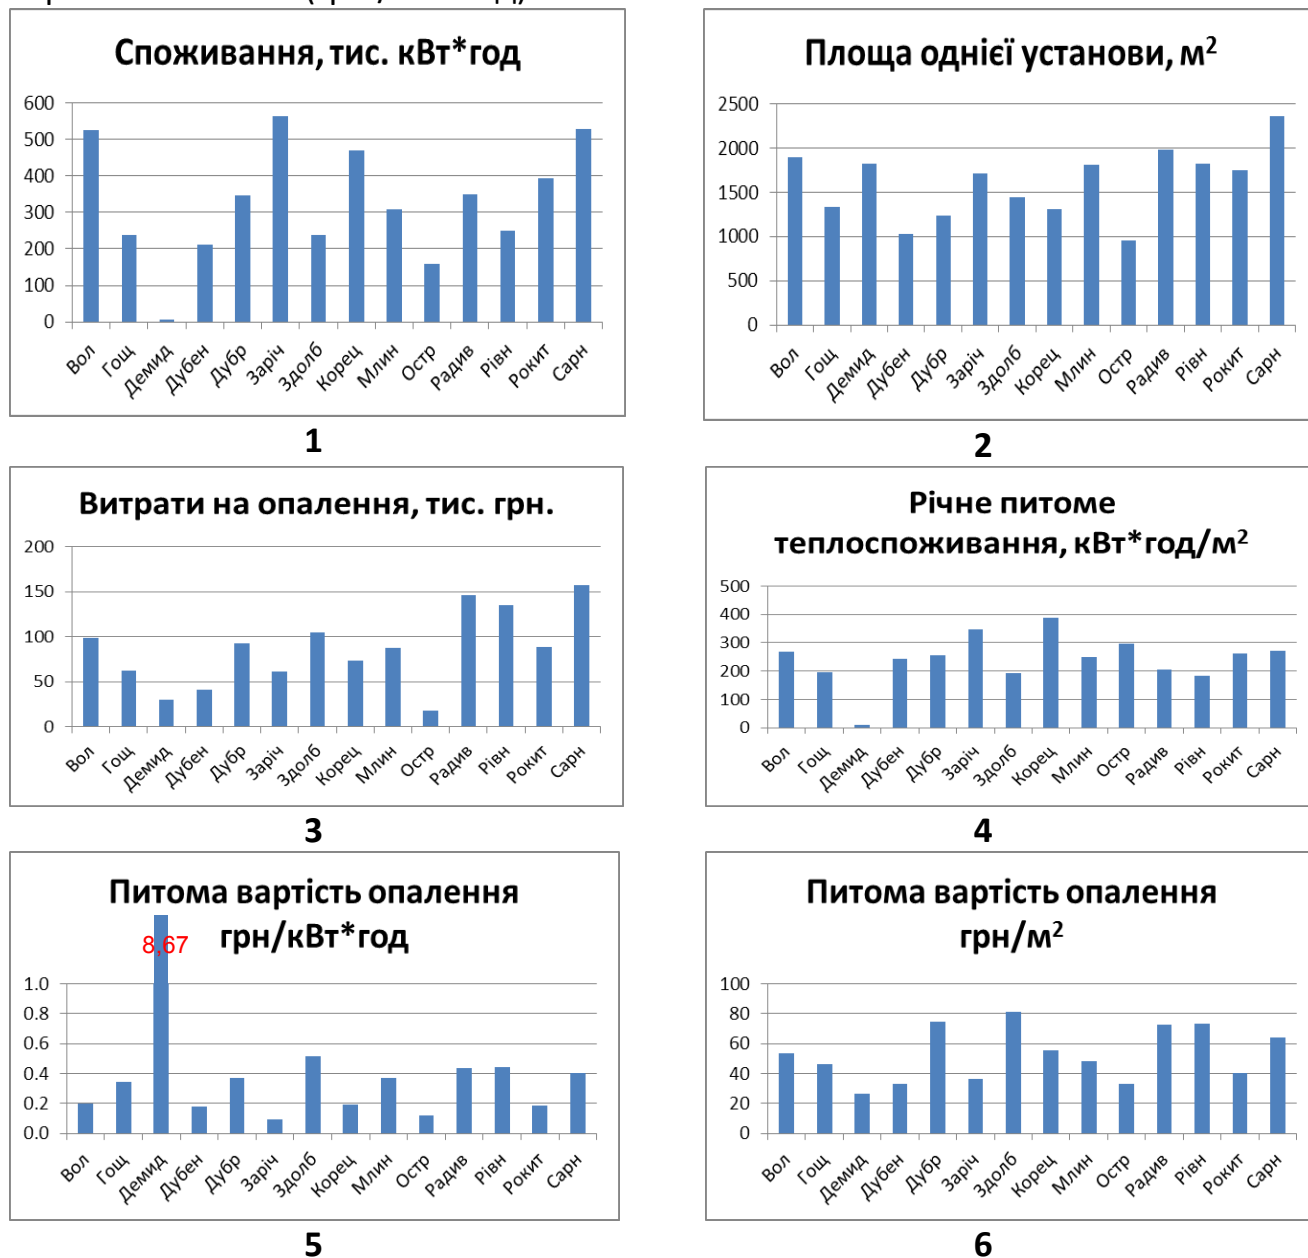 Споживання, тис. кВт*год
600
500
400
300
200
100
0
Вол Гощ Демид Дубен Дубр Заріч Здолб Корец Млин Остр Радив Рівн Рокит Сарн
1
Площа однієї установи, м²
2500
2000
1500
1000
500
0
Вол Гощ Демид Дубен Дубр Заріч Здолб Корец Млин Остр Радив Рівн Рокит Сарн
2
Витрати на опалення, тис. грн.
200
150
100
50
0
Вол Гощ Демид Дубен Дубр Заріч Здолб Корец Млин Остр Радив Рівн Рокит Сарн
3
Річне питоме
теплоспоживання, кВт*год/м²
500
400
300
200
100
0
Вол Гощ Демид Дубен Дубр Заріч Здолб Корец Млин Остр Радив Рівн Рокит Сарн
4
Питома вартість опалення
грн/кВт*год
8,67
1.0
0.8
0.6
0.4
0.2
0.0
Вол Гощ Демид Дубен Дубр Заріч Здолб Корец Млин Остр Радив Рівн Рокит Сарн
5
Питома вартість опалення
грн/м²
100
80
60
40
20
0
Вол Гощ Демид Дубен Дубр Заріч Здолб Корец Млин Остр Радив Рівн Рокит Сарн
6